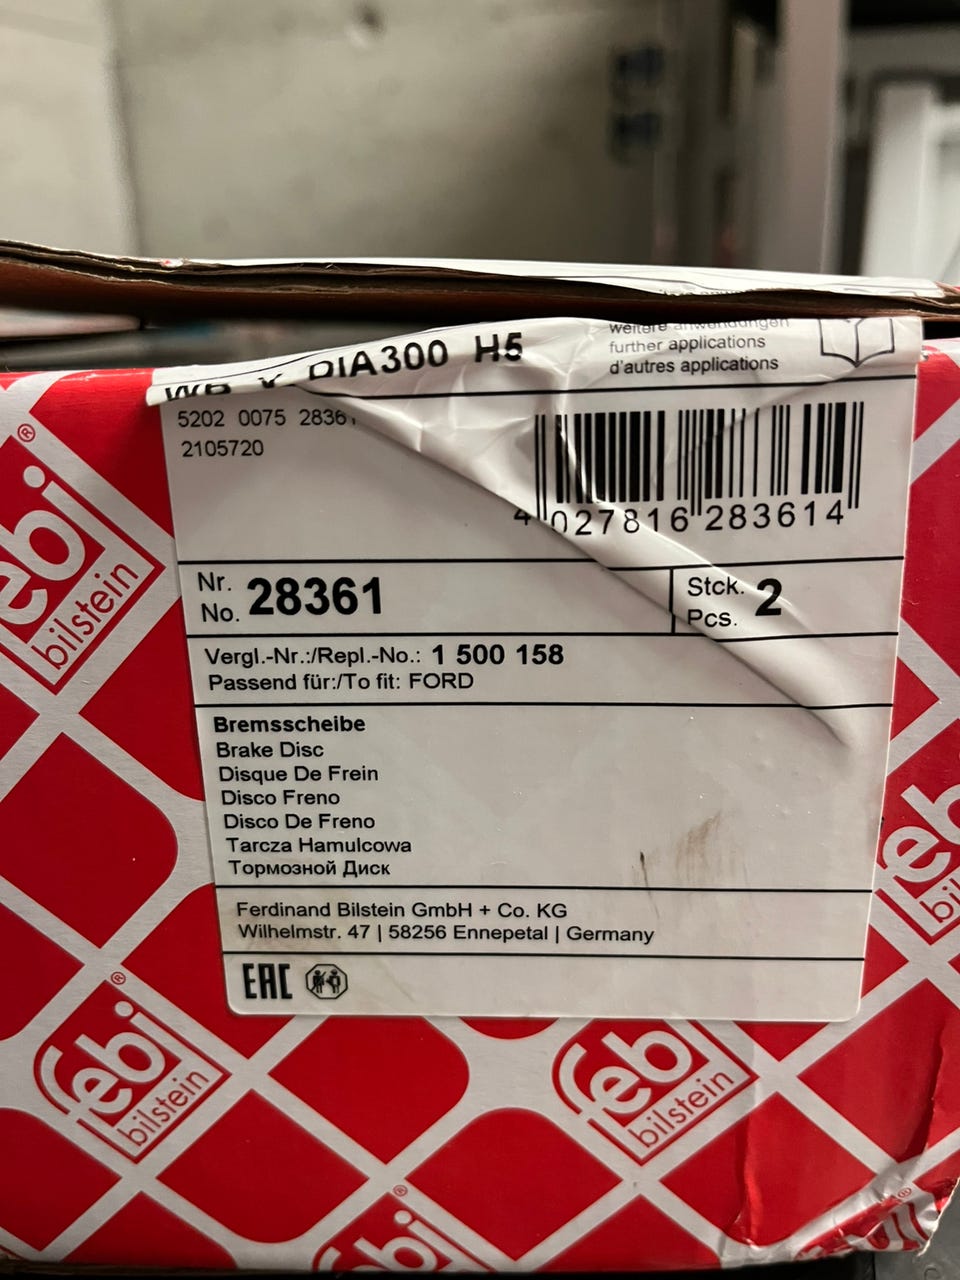 DIA300 H5
weitere anwendungen
further applications
d'autres applications
5202 0075 28361
2105720
4 027816 283614
Nr.
No. 28361
Stck.
Pcs. 2
Vergl.-Nr.:/Repl.-No.: 1 500 158
Passend für:/To fit: FORD
Bremsscheibe
Brake Disc
Disque De Frein
Disco Freno
Disco De Freno
Tarcza Hamulcowa
Тормозной Диск
Ferdinand Bilstein GmbH + Co. KG
Wilhelmstr. 47 | 58256 Ennepetal | Germany
EAC
febi®
bilstein
febi
bilstein
febi®
bilstein
febi
bilstein
febi®